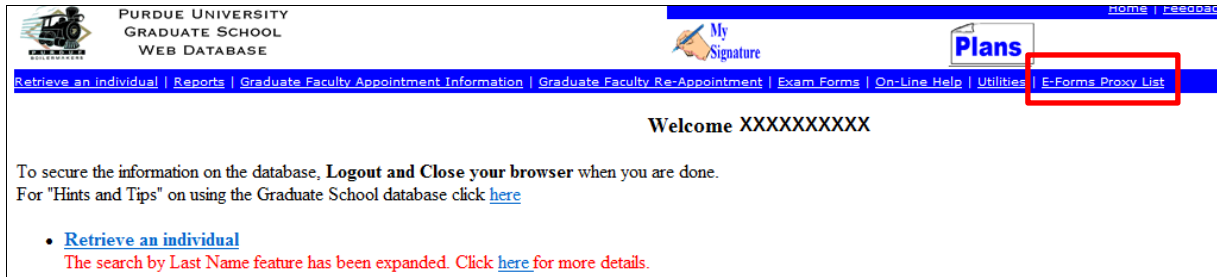 Home | Feedbac
PURDUE UNIVERSITY
GRADUATE SCHOOL
WEB DATABASE
PURDUE
BOILERMAKERS
My
Signature
Plans
Retrieve an individual | Reports | Graduate Faculty Appointment Information | Graduate Faculty Re-Appointment | Exam Forms | On-Line Help | Utilities | E-Forms Proxy List
Welcome XXXXXXXXXX
To secure the information on the database, Logout and Close your browser when you are done.
For "Hints and Tips" on using the Graduate School database click here
• Retrieve an individual
The search by Last Name feature has been expanded. Click here for more details.